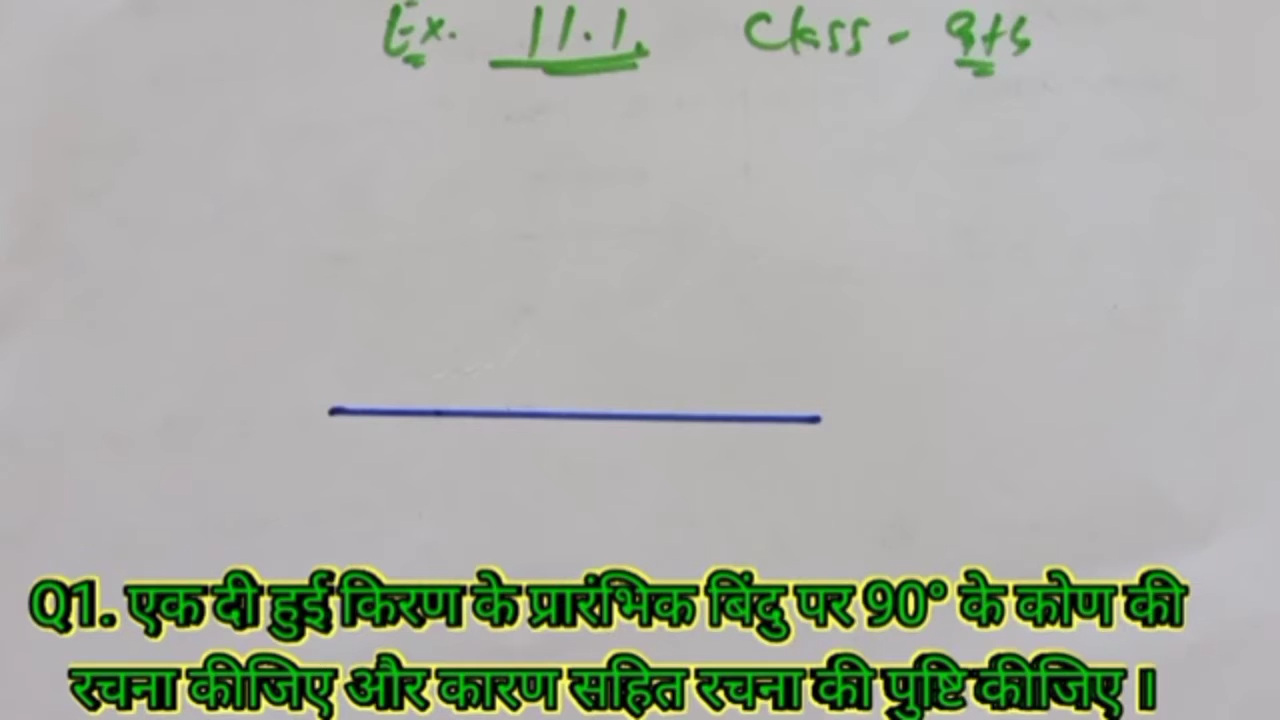 Ex. 11.1. Class - 9th
Q1. एक दी हुई किरण के प्रारंभिक बिंदु पर 90° के कोण की
रचना कीजिए और कारण सहित रचना की पुष्टि कीजिए ।